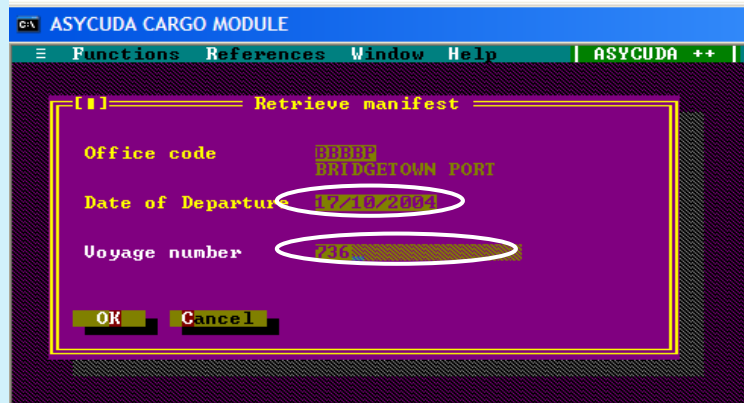 ASYCUDA CARGO MODULE
≡ Functions References Window Help | ASYCUDA ++ |
Retrieve manifest
Office code BBBBP
BRIDGETOWN PORT
Date of Departure 17/10/2004
Voyage number 736
OK Cancel